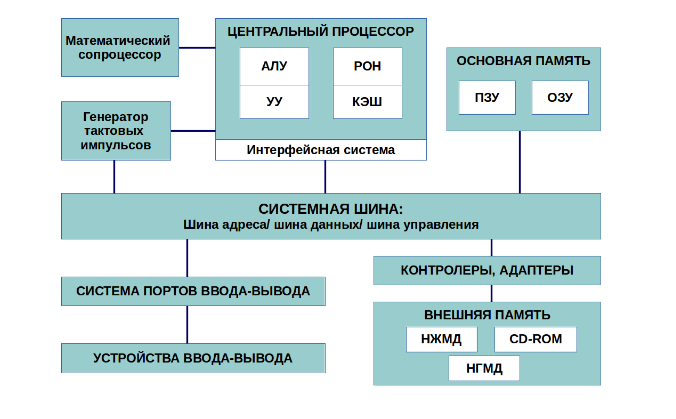 Математический
сопроцессор
ЦЕНТРАЛЬНЫЙ ПРОЦЕССОР
АЛУ
РОН
УУ
КЭШ
Интерфейсная система
ОСНОВНАЯ ПАМЯТЬ
ПЗУ
ОЗУ
Генератор
тактовых
импульсов
СИСТЕМНАЯ ШИНА:
Шина адреса/ шина данных/ шина управления
СИСТЕМА ПОРТОВ ВВОДА-ВЫВОДА
УСТРОЙСТВА ВВОДА-ВЫВОДА
КОНТРОЛЕРЫ, АДАПТЕРЫ
ВНЕШНЯЯ ПАМЯТЬ
НЖМД
CD-ROM
НГМД